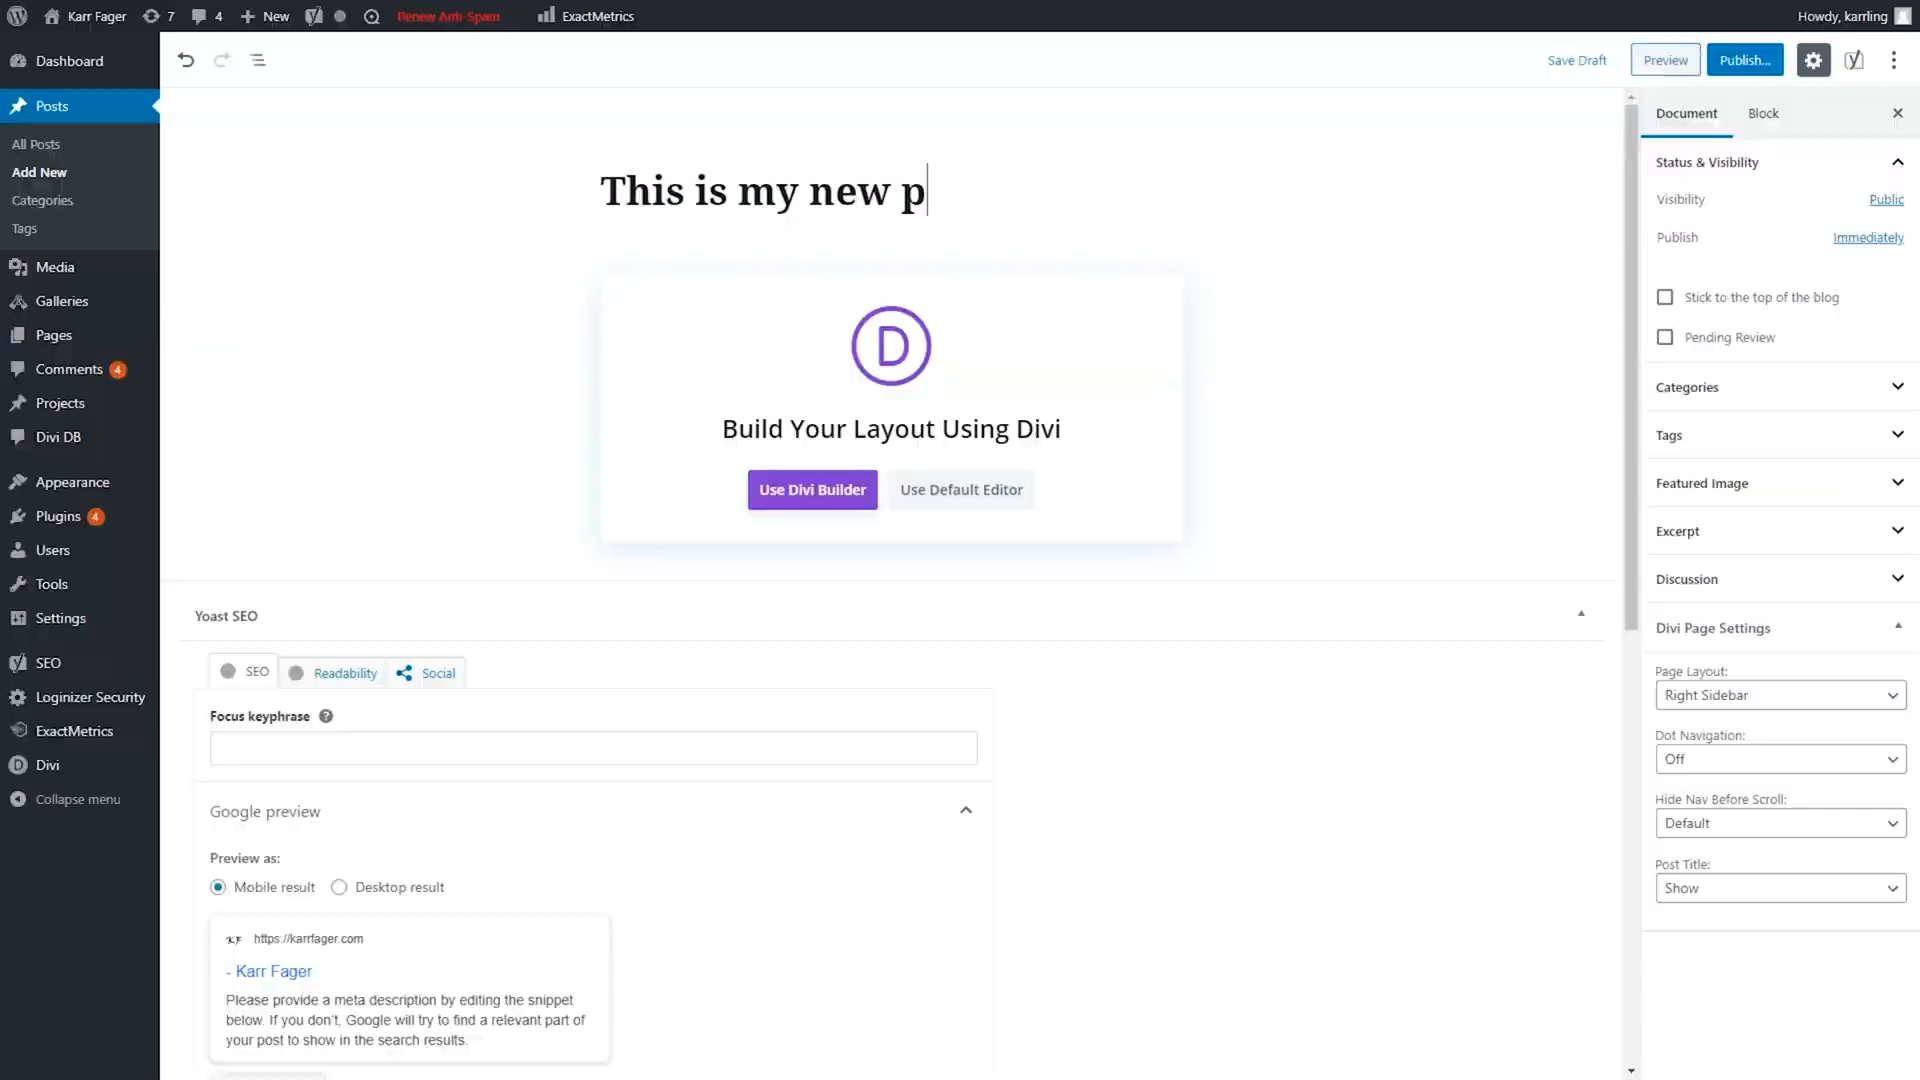 Karr Fager
7
4
New
Renew Anti-Spam
ExactMetrics
Howdy, karrling
Dashboard
Posts
All Posts
Add New
Categories
Tags
Media
Galleries
Pages
Comments 4
Projects
Divi DB
Appearance
Plugins 4
Users
Tools
Settings
SEO
Loginizer Security
ExactMetrics
Divi
Collapse menu
Save Draft
Preview
Publish...
This is my new p
D
Build Your Layout Using Divi
Use Divi Builder
Use Default Editor
Yoast SEO
SEO
Readability
Social
Focus keyphrase
Google preview
Preview as:
Mobile result
Desktop result
KF https://karrfager.com
- Karr Fager
Please provide a meta description by editing the snippet
below. If you don't, Google will try to find a relevant part of
your post to show in the search results.
Document
Block
Status & Visibility
Visibility
Public
Publish
Immediately
Stick to the top of the blog
Pending Review
Categories
Tags
Featured Image
Excerpt
Discussion
Divi Page Settings
Page Layout:
Right Sidebar
Dot Navigation:
Off
Hide Nav Before Scroll:
Default
Post Title:
Show